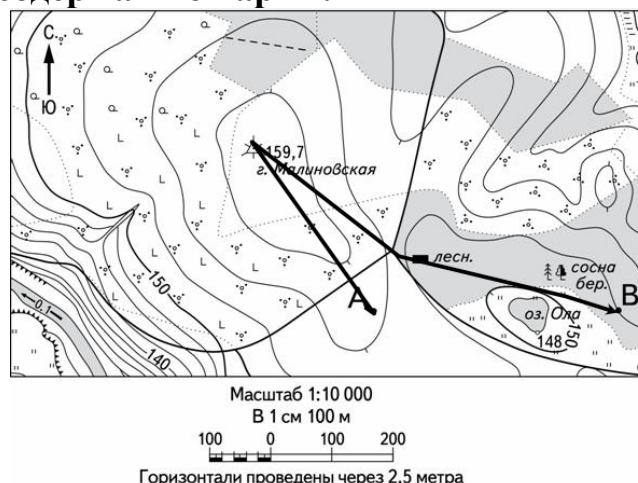 С.
Ю
159,7
г. Малиновская
лесн.
А
сосна
бер.
В
оз. Ола
150
148
150
140
0.1
Масштаб 1:10 000
В 1 см 100 м
100 0 100 200
Горизонтали проведены через 2,5 метра